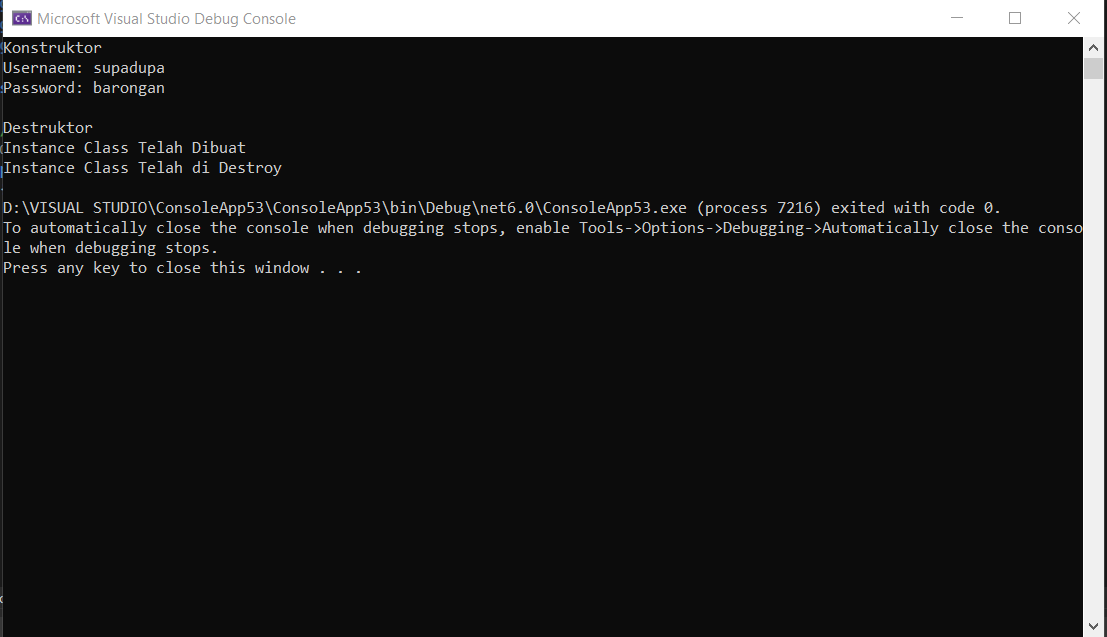 Microsoft Visual Studio Debug Console
Konstruktor
Usernaem: supadupa
Password: barongan
Destruktor
Instance Class Telah Dibuat
Instance Class Telah di Destroy
D:\VISUAL STUDIO\ConsoleApp53\ConsoleApp53\bin\Debug\net6.0\ConsoleApp53.exe (process 7216) exited with code 0.
To automatically close the console when debugging stops, enable Tools->Options->Debugging->Automatically close the conso
le when debugging stops.
Press any key to close this window . . .